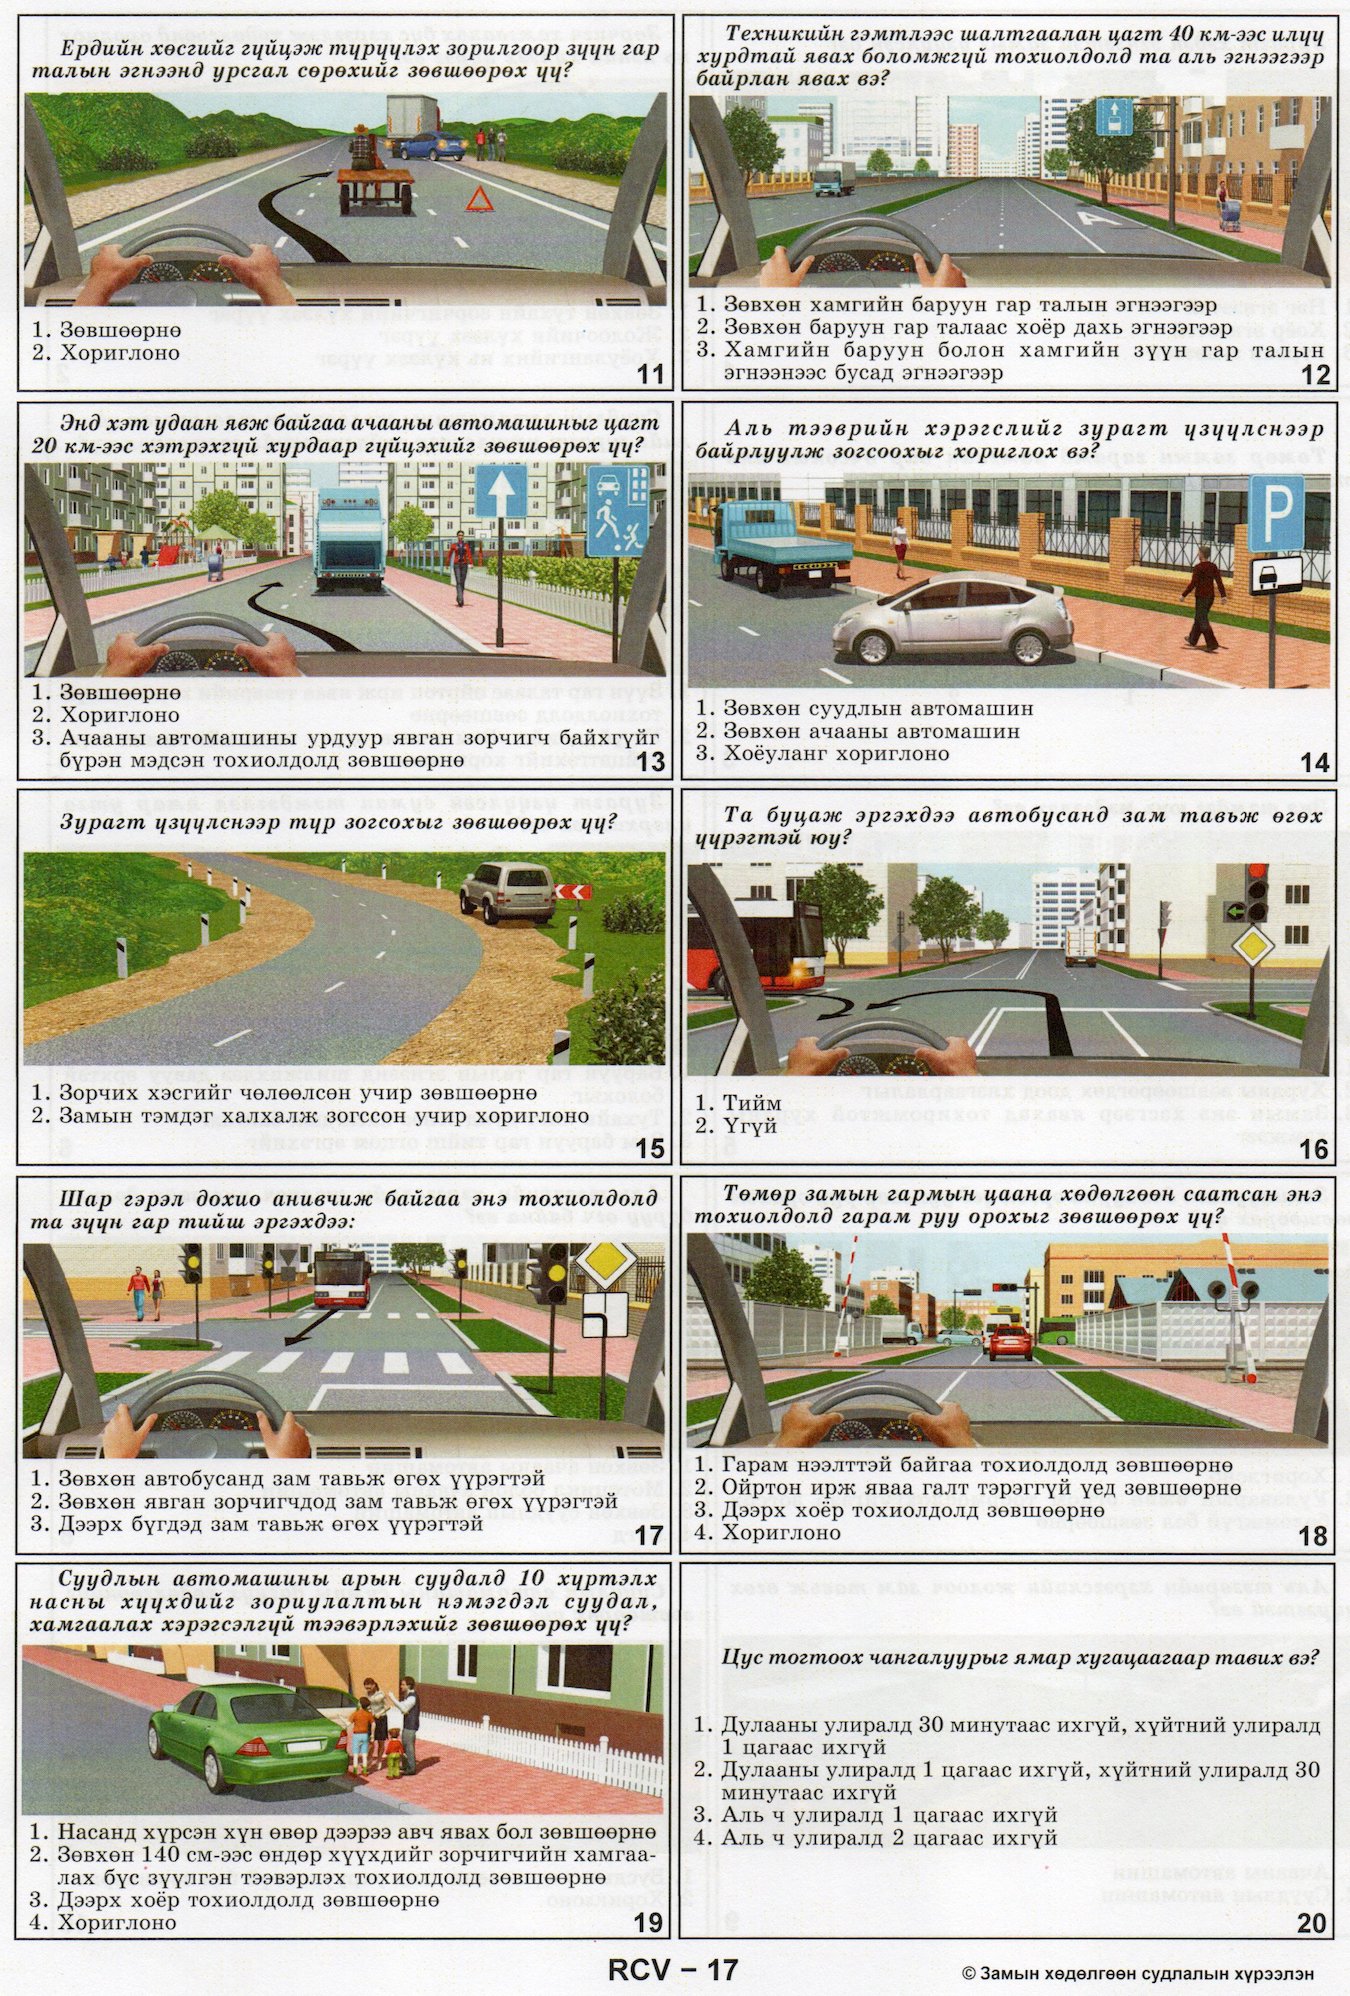 Ердийн хөсгийг гүйцэж түрүүлэх зорилгоор зүүн гар
талын эгнээнд урсгал сөрөхийг зөвшөөрөх үү?
1. Зөвшөөрнө
2. Хориглоно
11
Техникийн гэмтлээс шалтгаалан цагт 40 км-ээс илүү
хурдтай явах боломжгүй тохиолдолд та аль эгнээгээр
байрлан явах вэ?
A
1. Зөвхөн хамгийн баруун гар талын эгнээгээр
2. Зөвхөн баруун гар талаас хоёр дахь эгнээгээр
3. Хамгийн баруун болон хамгийн зүүн гар талын
эгнээнээс бусад эгнээгээр
12
Энд хэт удаан явж байгаа ачааны автомашиныг цагт
20 км-ээс хэтрэхгүй хурдаар гүйцэхийг зөвшөөрөх үү?
1. Зөвшөөрнө
2. Хориглоно
3. Ачааны автомашины урдуур явган зорчигч байхгүйг
бүрэн мэдсэн тохиолдолд зөвшөөрнө
13
Аль тээврийн хэрэгслийг зурагт үзүүлснээр
байрлуулж зогсоохыг хориглох вэ?
P
1. Зөвхөн суудлын автомашин
2. Зөвхөн ачааны автомашин
3. Хоёуланг хориглоно
14
Зурагт үзүүлснээр түр зогсохыг зөвшөөрөх үү?
1. Зорчих хэсгийг чөлөөлсөн учир зөвшөөрнө
2. Замын тэмдэг халхалж зогссон учир хориглоно
15
Та буцаж эргэхдээ автобусанд зам тавьж өгөх
үүрэгтэй юу?
1. Тийм
2. Үгүй
16
Шар гэрэл дохио анивчиж байгаа энэ тохиолдолд
та зүүн гар тийш эргэхдээ:
1. Зөвхөн автобусанд зам тавьж өгөх үүрэгтэй
2. Зөвхөн явган зорчигчдод зам тавьж өгөх үүрэгтэй
3. Дээрх бүгдэд зам тавьж өгөх үүрэгтэй
17
Төмөр замын гармын цаана хөдөлгөөн саатсан энэ
тохиолдолд гарам руу орохыг зөвшөөрөх үү?
1. Гарам нээлттэй байгаа тохиолдолд зөвшөөрнө
2. Ойртон ирж яваа галт тэрэггүй үед зөвшөөрнө
3. Дээрх хоёр тохиолдолд зөвшөөрнө
4. Хориглоно
18
Суудлын автомашины арын суудалд 10 хүртэлх
насны хүүхдийг зориулалтын нэмэгдэл суудал,
хамгаалах хэрэгсэлгүй тээвэрлэхийг зөвшөөрөх үү?
1. Насанд хүрсэн хүн өвөр дээрээ авч явах бол зөвшөөрнө
2. Зөвхөн 140 см-ээс өндөр хүүхдийг зорчигчийн хамгаа-
лах бүс зүүлгэн тээвэрлэх тохиолдолд зөвшөөрнө
3. Дээрх хоёр тохиолдолд зөвшөөрнө
4. Хориглоно
19
Цус тогтоох чангалуурыг ямар хугацаагаар тавих вэ?
1. Дулааны улиралд 30 минутаас ихгүй, хүйтний улиралд
1 цагаас ихгүй
2. Дулааны улиралд 1 цагаас ихгүй, хүйтний улиралд 30
минутаас ихгүй
3. Аль ч улиралд 1 цагаас ихгүй
4. Аль ч улиралд 2 цагаас ихгүй
20
RCV – 17
© Замын хөдөлгөөн судлалын хүрээлэн